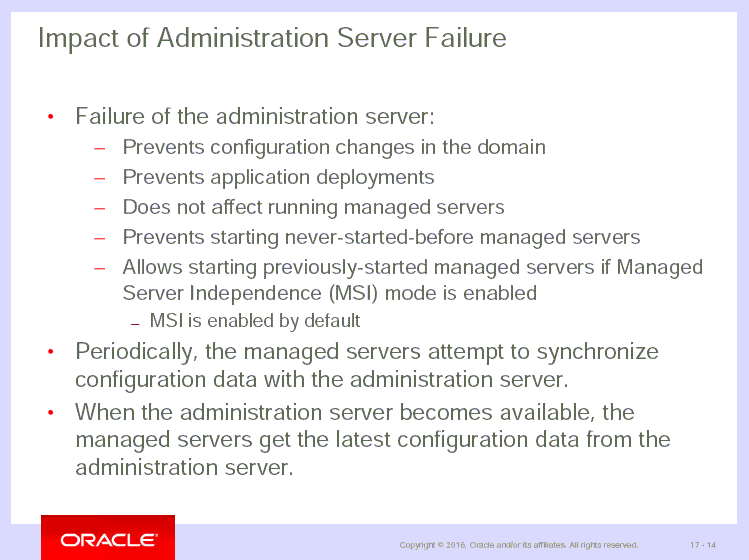 Impact of Administration Server Failure
• Failure of the administration server:
– Prevents configuration changes in the domain
– Prevents application deployments
– Does not affect running managed servers
– Prevents starting never-started-before managed servers
– Allows starting previously-started managed servers if Managed
Server Independence (MSI) mode is enabled
– MSI is enabled by default
• Periodically, the managed servers attempt to synchronize
configuration data with the administration server.
• When the administration server becomes available, the
managed servers get the latest configuration data from the
administration server.
ORACLE®
Copyright © 2016, Oracle and/or its affiliates. All rights reserved.
17 - 14